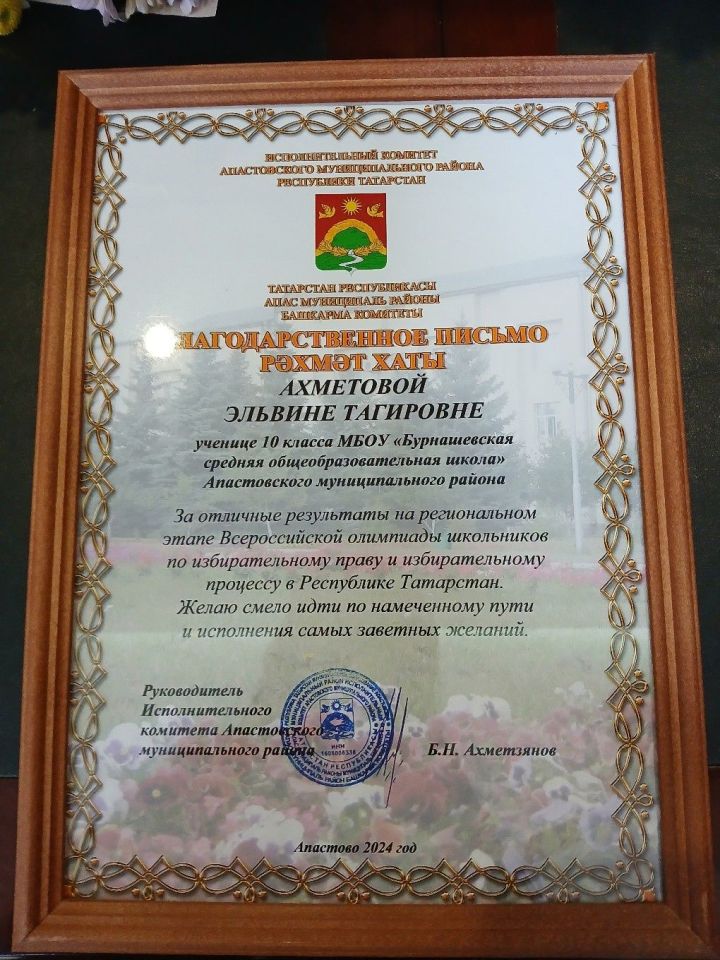 ИСПОЛНИТЕЛЬНЫЙ КОМИТЕТ
АПАСТОВСКОГО МУНИЦИПАЛЬНОГО РАЙОНА
РЕСПУБЛИКИ ТАТАРСТАН
ТАТАРСТАН РЕСПУБЛИКАСЫ
АПАС МУНИЦИПАЛЬ РАЙОНЫ
БАШКАРМА КОМИТЕТЫ
ЛАГОДАРСТВЕННОЕ ПИСЬМО
РӘХМӘТ ХАТЫ
АХМЕТОВОЙ
ЭЛЬВИНЕ ТАГИРОВНЕ
ученице 10 класса МБОУ «Бурнашевская
средняя общеобразовательная школа»
Апастовского муниципального района
За отличные результаты на региональном
этапе Всероссийской олимпиады школьников
по избирательному праву и избирательному
процессу в Республике Татарстан.
Желаю смело идти по намеченному пути
и исполнения самых заветных желаний.
Руководитель
Исполнительного
комитета Апастовского
муниципального района
Б.Н. Ахметзянов
ИНН
Апастово 2024 год